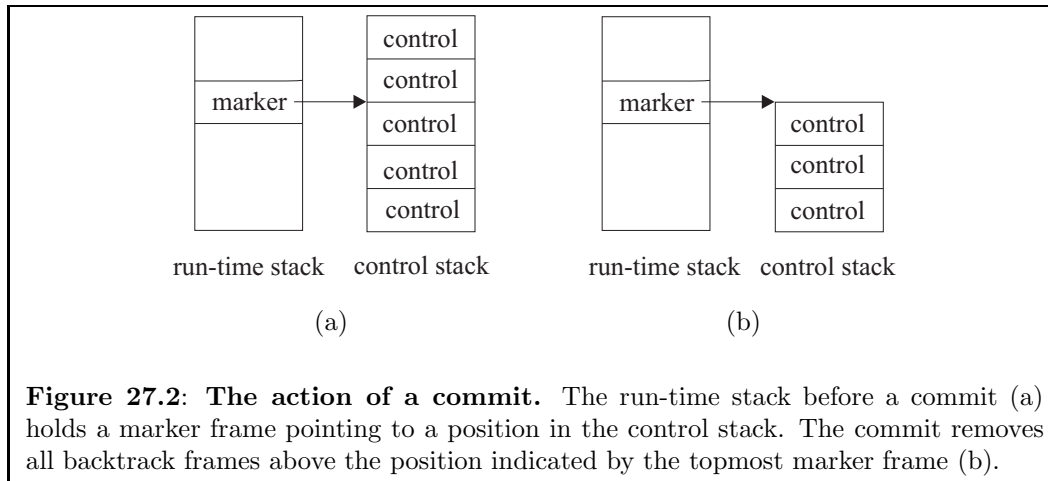 control
control
marker
control
control
control
run-time stack
control stack
(a)
marker
control
control
control
run-time stack
control stack
(b)
Figure 27.2: The action of a commit. The run-time stack before a commit (a)
holds a marker frame pointing to a position in the control stack. The commit removes
all backtrack frames above the position indicated by the topmost marker frame (b).